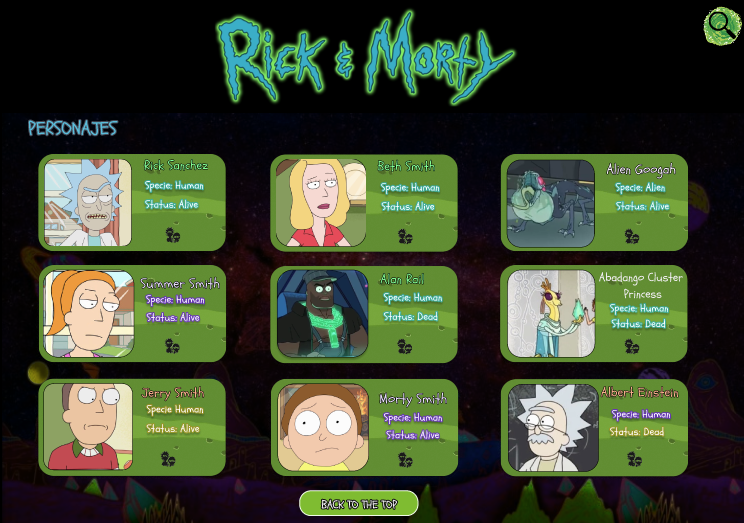 Rick & Morty
PERSONAJES
Rick Sanchez
Specie: Human
Status: Alive
Beth Smith
Specie: Human
Status: Alive
Alien Googah
Specie: Alien
Status: Alive
Summer Smith
Specie: Human
Status: Alive
Alan Rail
Specie: Human
Status: Dead
Abadango Cluster
Princess
Specie: Human
Status: Dead
Jerry Smith
Specie Human
Status: Alive
Morty Smith
Specie: Human
Status: Alive
Albert Einstein
Specie: Human
Status: Dead
BACK TO THE TOP